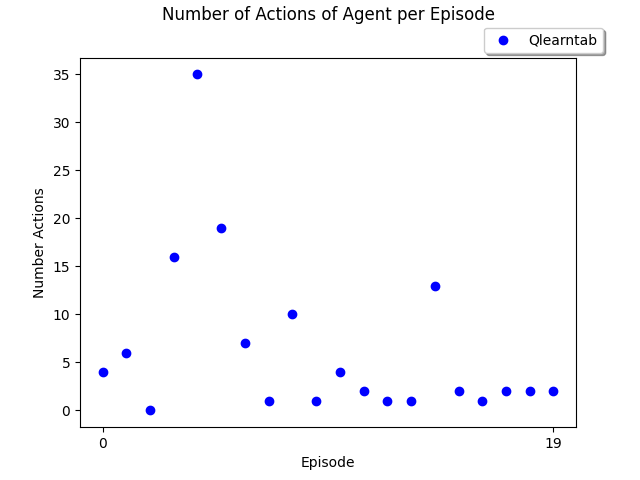 Number of Actions of Agent per Episode
Qlearntab
35
30
25
20
15
10
5
0
Number Actions
0 19
Episode